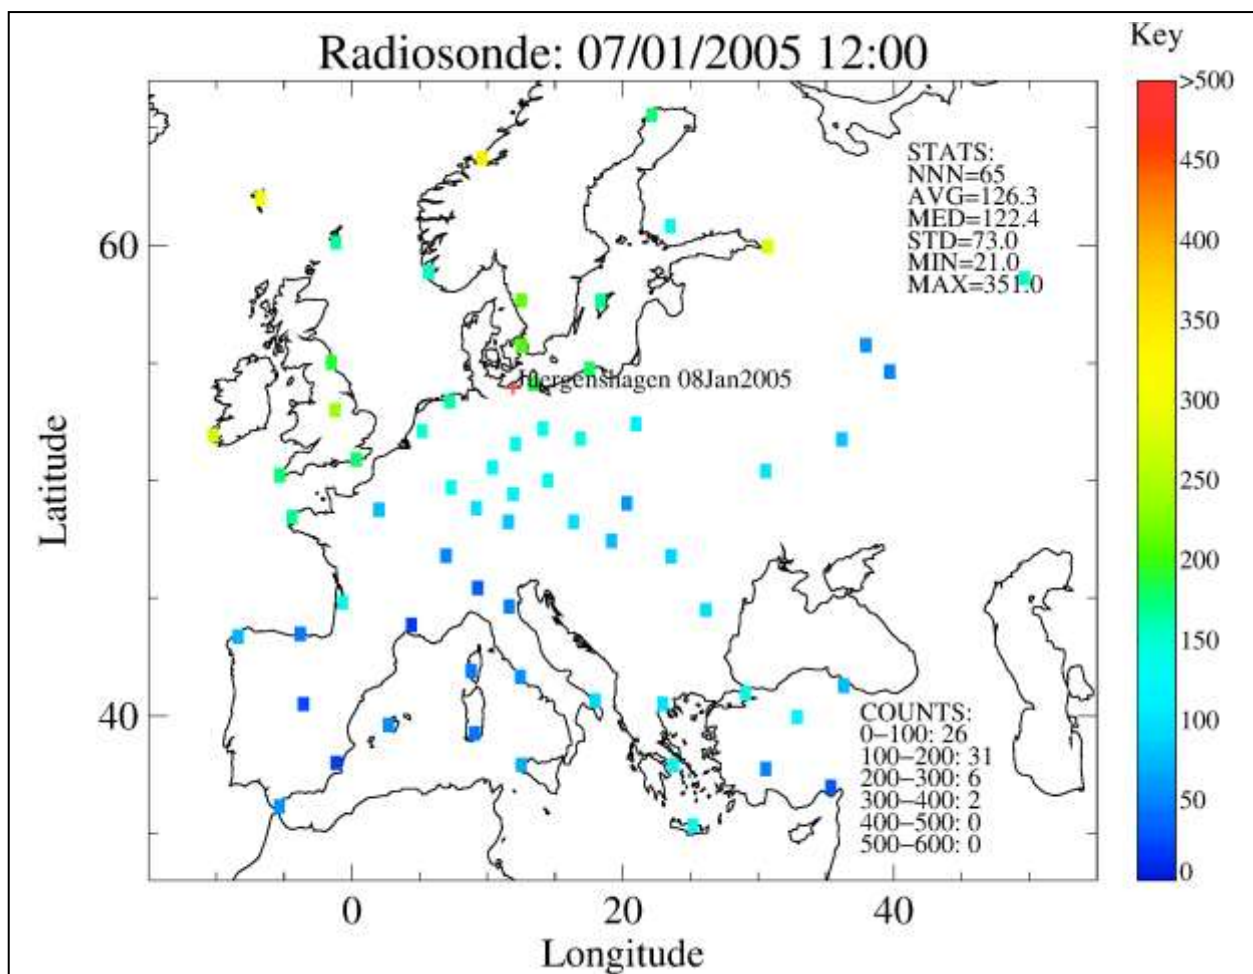 Radiosonde: 07/01/2005 12:00
Key
>500
450
400
350
300
250
200
150
100
50
0
STATS:
NNN=65
AVG=126.3
MED=122.4
STD=73.0
MIN=21.0
MAX=351.0
60
40
Latitude
Juergenshagen 08Jan2005
COUNTS:
0-100: 26
100-200: 31
200-300: 6
300-400: 2
400-500: 0
500-600: 0
0
20
40
Longitude